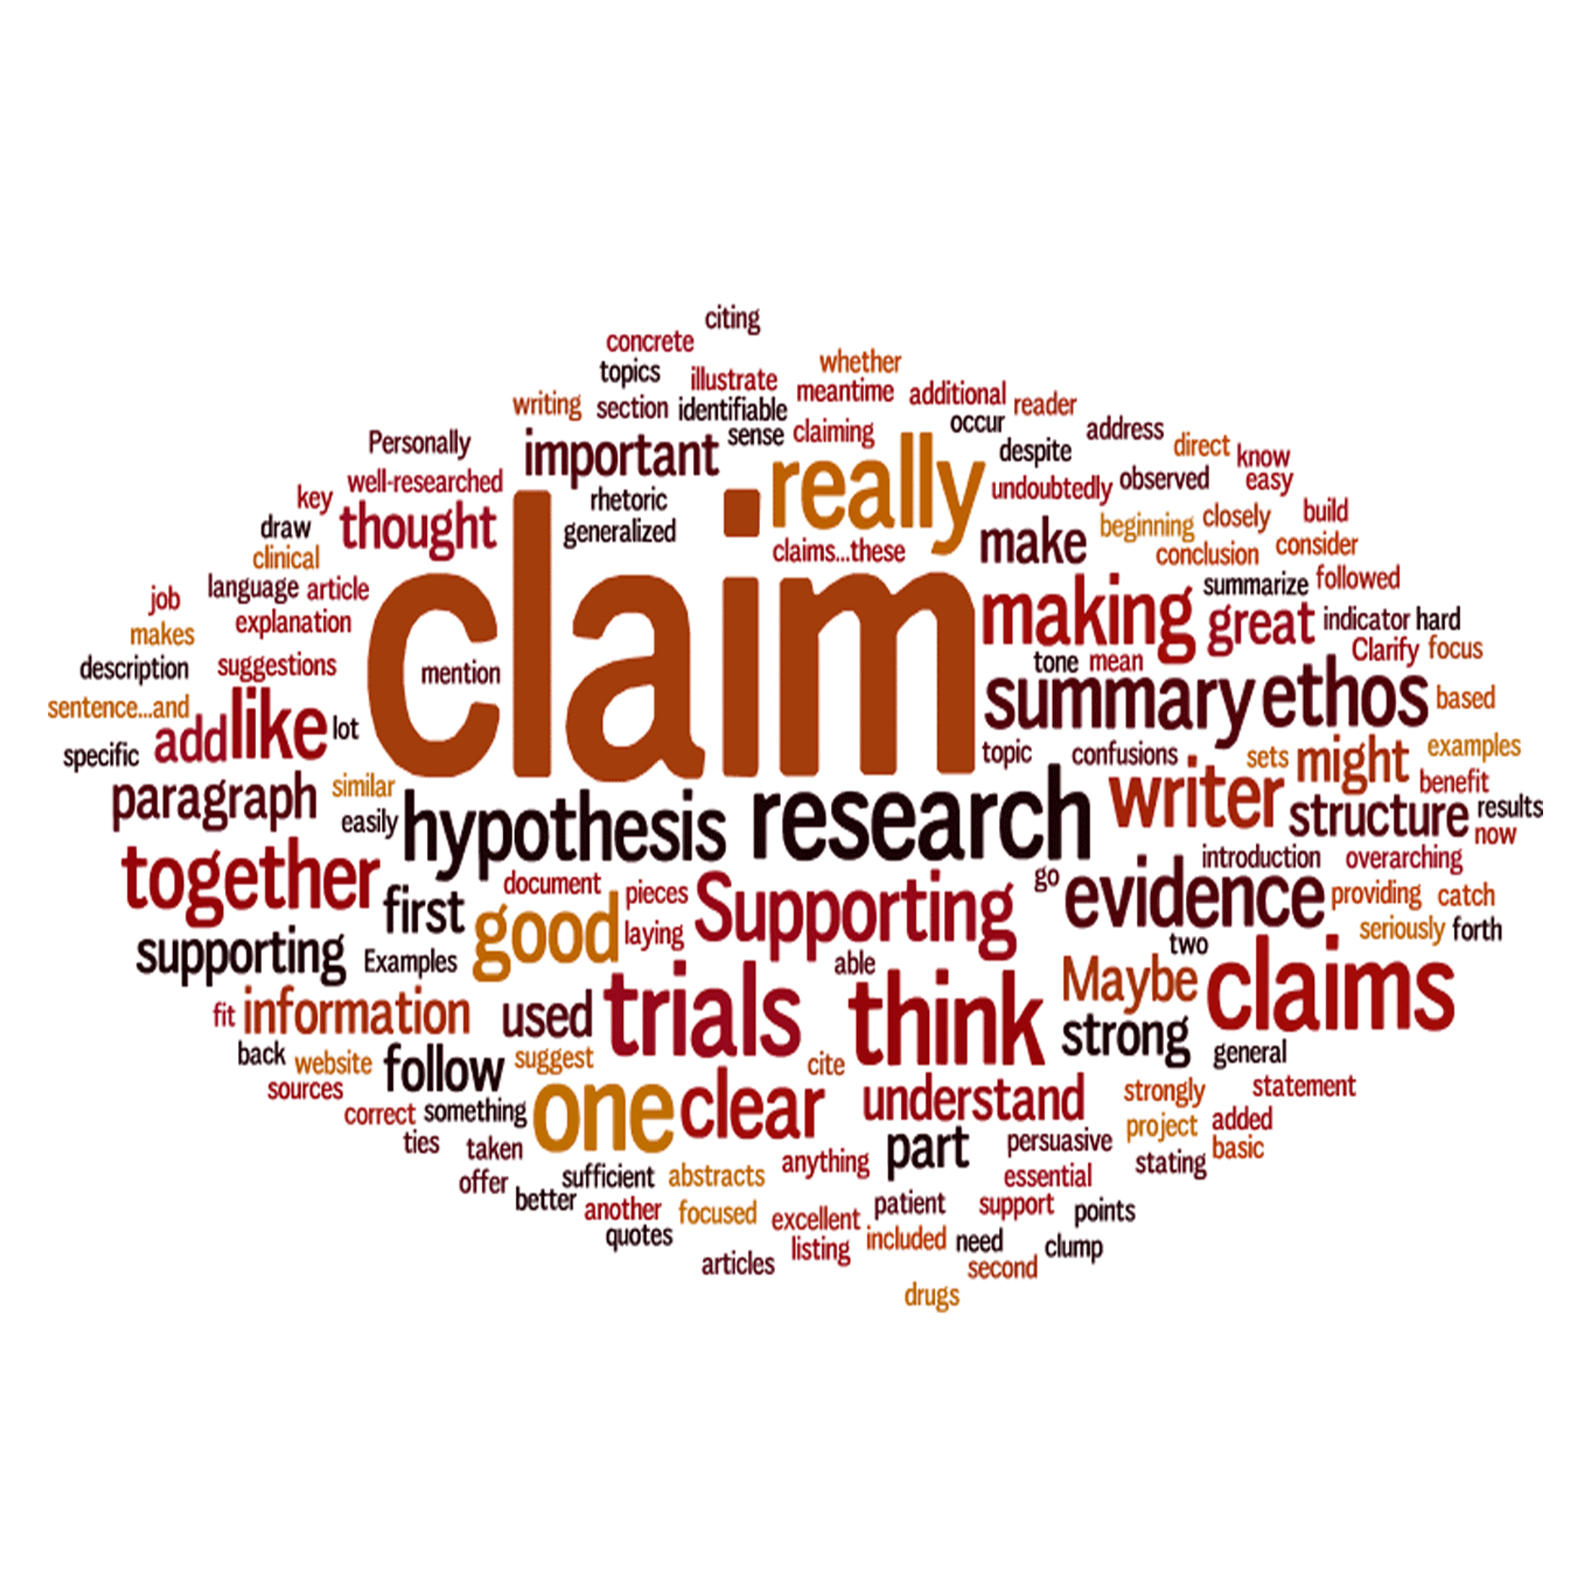 citing
concrete
whether
topics illustrate meantime additional reader
writing section identifiable occur address
Personally important sense claiming despite direct know
well-researched really undoubtedly observed easy
key rhetoric build
draw thought generalized make beginning closely
clinical claims...these conclusion consider
language article summarize followed
job explanation claim making great indicator hard
makes Clarify focus
description suggestions mention tone mean
sentence...and summary ethos based
add like lot
specific topic confusions sets might examples
paragraph similar writer benefit
easily hypothesis research structure results
now
together document pieces go introduction overarching
first good laying Supporting evidence providing catch
supporting Examples two seriously forth
able
fit information used trials think Maybe claims
strong
back website follow suggest cite general
sources one clear understand strongly statement
correct something project added
ties taken part persuasive basic
offer sufficient abstracts anything essential stating
better another focused excellent patient support points
quotes listing included need clump
articles second
drugs